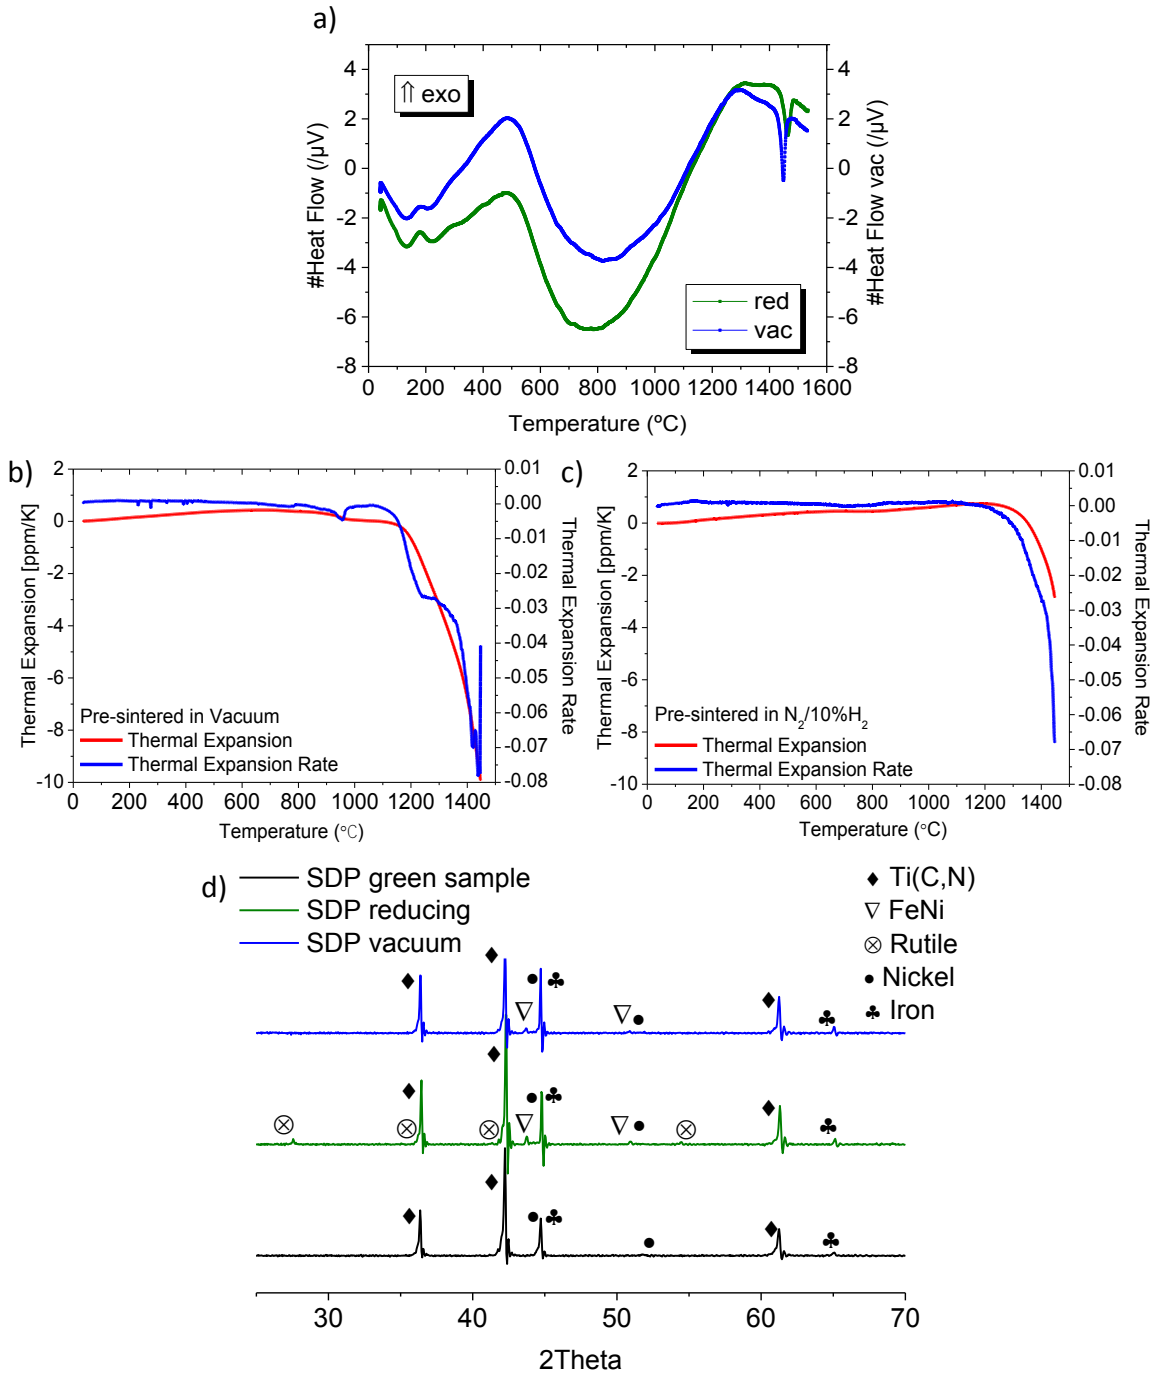 a)
⇑ exo
4
2
0
-2
-4
-6
-8
#Heat Flow (/µV)
4
2
0
-2
-4
-6
-8
#Heat Flow vac (/µV)
red
vac
0 200 400 600 800 1000 1200 1400 1600
Temperature (ºC)
b)
2
0
-2
-4
-6
-8
-10
Thermal Expansion [ppm/K]
0.01
0.00
-0.01
-0.02
-0.03
-0.04
-0.05
-0.06
-0.07
-0.08
Thermal Expansion Rate
Pre-sintered in Vacuum
Thermal Expansion
Thermal Expansion Rate
0 200 400 600 800 1000 1200 1400
Temperature (°C)
c)
2
0
-2
-4
-6
-8
-10
Thermal Expansion [ppm/K]
0.01
0.00
-0.01
-0.02
-0.03
-0.04
-0.05
-0.06
-0.07
-0.08
Thermal Expansion Rate
Pre-sintered in N₂/10%H₂
Thermal Expansion
Thermal Expansion Rate
0 200 400 600 800 1000 1200 1400
Temperature (°C)
d)
SDP green sample
SDP reducing
SDP vacuum
♦ Ti(C,N)
▽ FeNi
⊗ Rutile
● Nickel
♣ Iron
30 40 50 60 70
2Theta